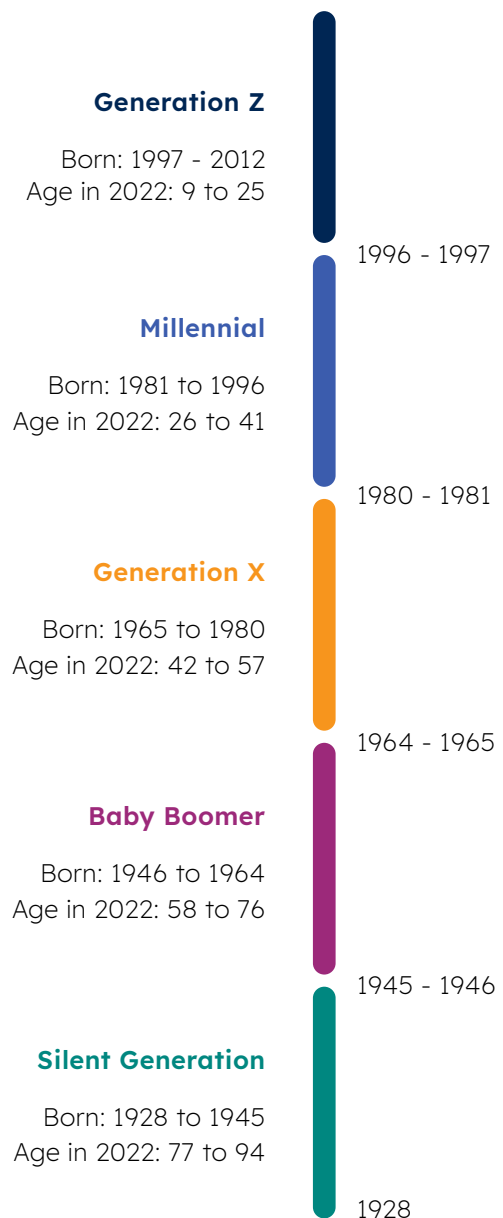 Generation Z
Born: 1997 - 2012
Age in 2022: 9 to 25
1996 - 1997
Millennial
Born: 1981 to 1996
Age in 2022: 26 to 41
1980 - 1981
Generation X
Born: 1965 to 1980
Age in 2022: 42 to 57
1964 - 1965
Baby Boomer
Born: 1946 to 1964
Age in 2022: 58 to 76
1945 - 1946
Silent Generation
Born: 1928 to 1945
Age in 2022: 77 to 94
1928